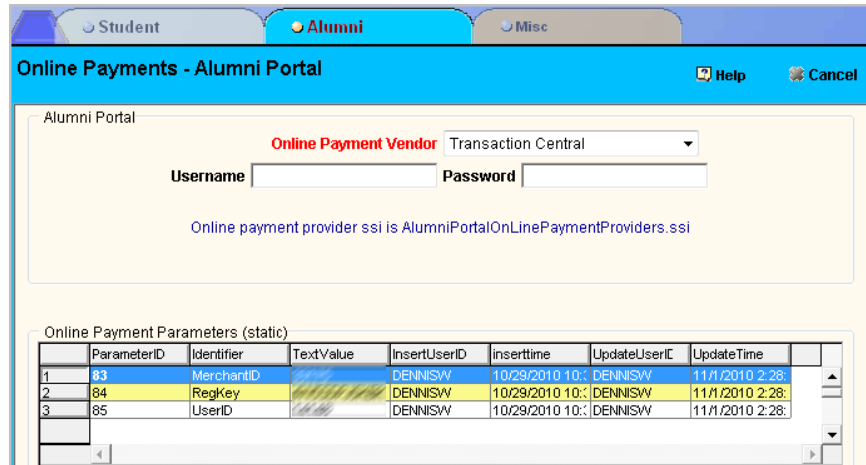 Student Alumni Misc
Online Payments - Alumni Portal Help Cancel
Alumni Portal
Online Payment Vendor Transaction Central
Username Password
Online payment provider ssi is AlumniPortalOnLinePaymentProviders.ssi
Online Payment Parameters (static)
ParameterID Identifier TextValue InsertUserID inserttime UpdateUserID UpdateTime
1 83 MerchantID DENNISW 10/29/2010 10: DENNISW 11/1/2010 2:28:
2 84 RegKey DENNISW 10/29/2010 10: DENNISW 11/1/2010 2:28:
3 85 UserID DENNISW 10/29/2010 10: DENNISW 11/1/2010 2:28: